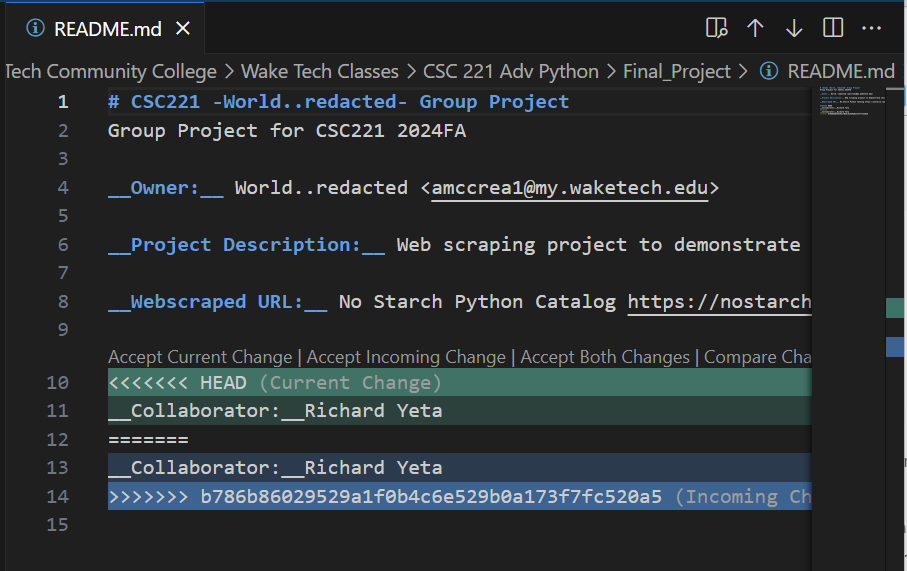 README.md
Tech Community College > Wake Tech Classes > CSC 221 Adv Python > Final_Project > README.md
1 # CSC221 -World..redacted- Group Project
2 Group Project for CSC221 2024FA
3
4 __Owner:__ World..redacted <amccrea1@my.waketech.edu>
5
6 __Project Description:__ Web scraping project to demonstrate
7
8 __Webscraped URL:__ No Starch Python Catalog https://nostarch
9
Accept Current Change | Accept Incoming Change | Accept Both Changes | Compare Cha
10 <<<<<<< HEAD (Current Change)
11 __Collaborator:__Richard Yeta
12 =======
13 __Collaborator:__Richard Yeta
14 >>>>>>> b786b86029529a1f0b4c6e529b0a173f7fc520a5 (Incoming Ch
15